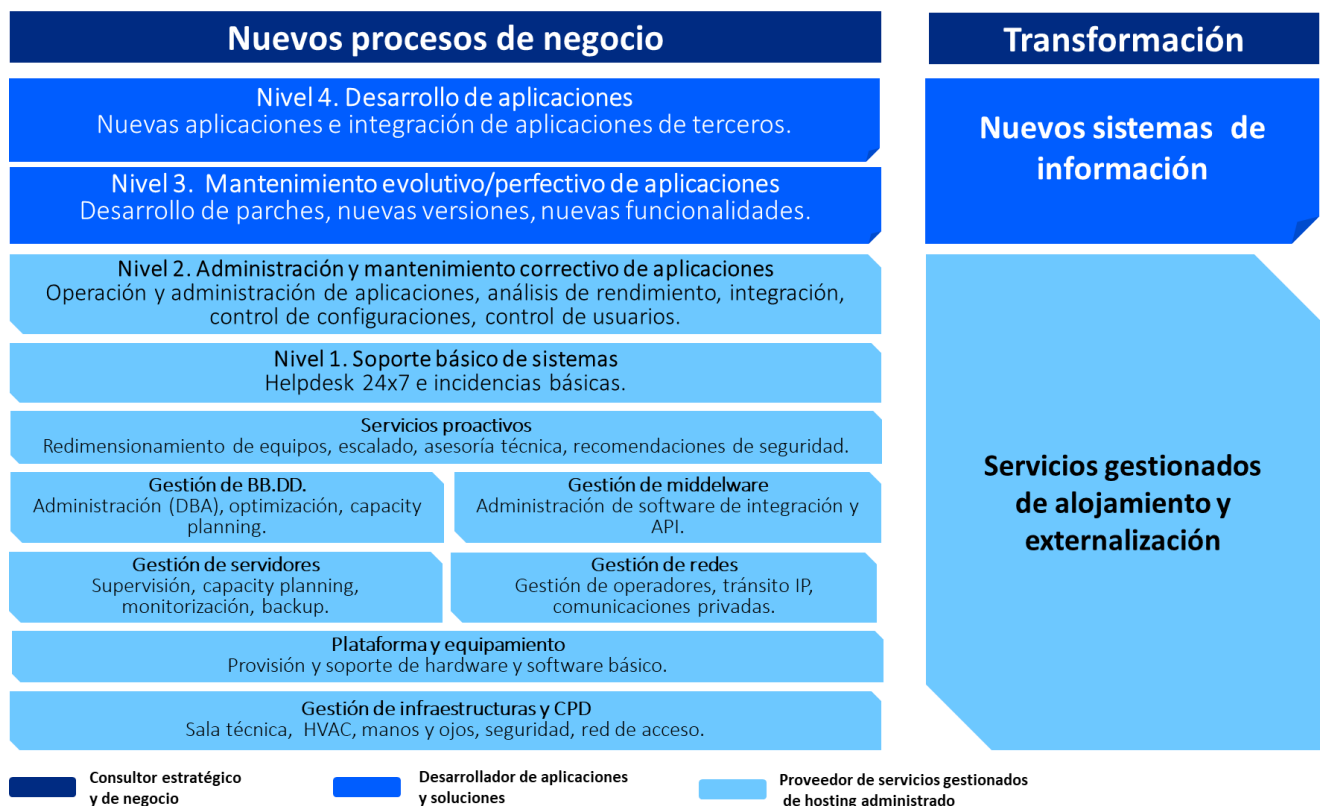 Nuevos procesos de negocio
Transformación
Nivel 4. Desarrollo de aplicaciones
Nuevas aplicaciones e integración de aplicaciones de terceros.
Nuevos sistemas de
información
Nivel 3. Mantenimiento evolutivo/perfectivo de aplicaciones
Desarrollo de parches, nuevas versiones, nuevas funcionalidades.
Nivel 2. Administración y mantenimiento correctivo de aplicaciones
Operación y administración de aplicaciones, análisis de rendimiento, integración,
control de configuraciones, control de usuarios.
Nivel 1. Soporte básico de sistemas
Helpdesk 24x7 e incidencias básicas.
Servicios proactivos
Redimensionamiento de equipos, escalado, asesoría técnica, recomendaciones de seguridad.
Gestión de BB.DD.
Administración (DBA), optimización, capacity
planning.
Gestión de middelware
Administración de software de integración y
API.
Gestión de servidores
Supervisión, capacity planning,
monitorización, backup.
Gestión de redes
Gestión de operadores, tránsito IP,
comunicaciones privadas.
Plataforma y equipamiento
Provisión y soporte de hardware y software básico.
Gestión de infraestructuras y CPD
Sala técnica, HVAC, manos y ojos, seguridad, red de acceso.
Servicios gestionados
de alojamiento y
externalización
Consultor estratégico
y de negocio
Desarrollador de aplicaciones
y soluciones
Proveedor de servicios gestionados
de hosting administrado